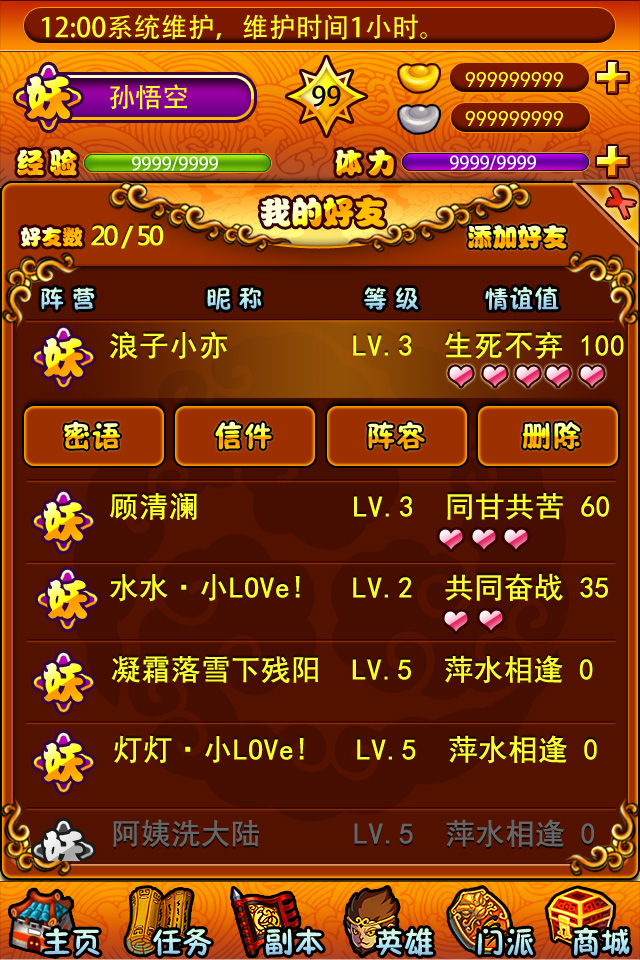 12:00系统维护，维护时间1小时。
妖 孙悟空 99 999999999
999999999
经验 9999/9999 体力 9999/9999
我的好友
好友数 20/50 添加好友
阵营 昵称 等级 情谊值
妖 浪子小亦 LV.3 生死不弃 100
密语 信件 阵容 删除
妖 顾清澜 LV.3 同甘共苦 60
妖 水水·小LOVe! LV.2 共同奋战 35
妖 凝霜落雪下残阳 LV.5 萍水相逢 0
妖 灯灯·小LOVe! LV.5 萍水相逢 0
妖 阿姨洗大陆 LV.5 萍水相逢 0
主页 任务 副本 英雄 门派 商城